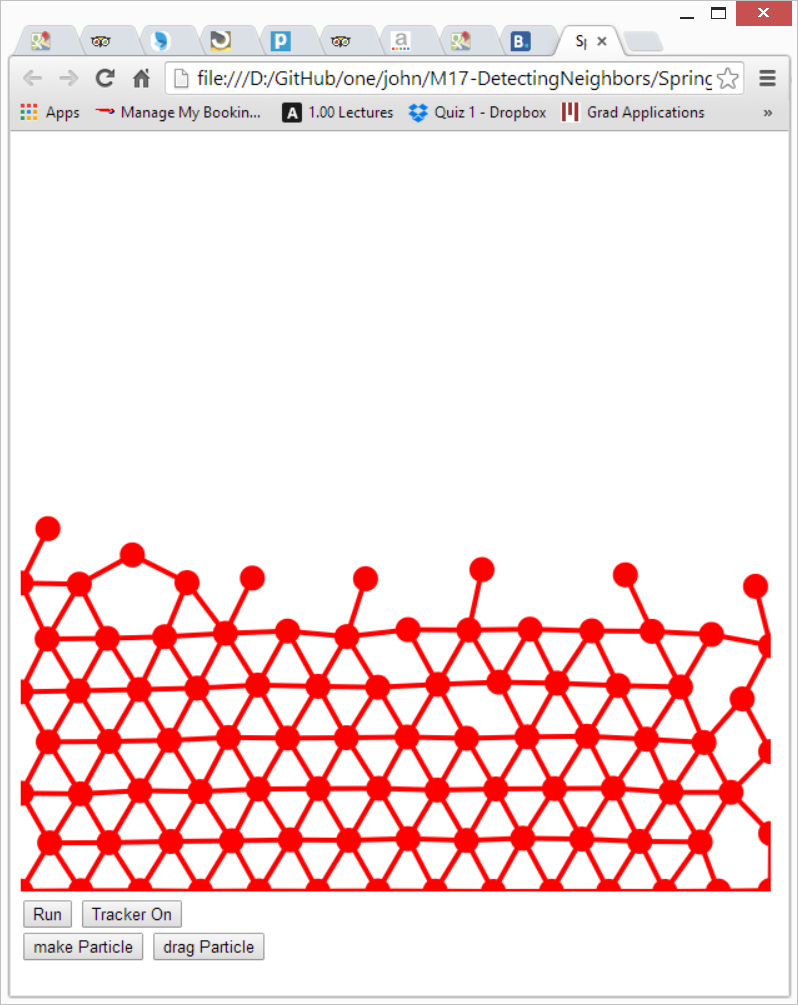 a
P
B.
Sp
file:///D:/GitHub/one/john/M17-DetectingNeighbors/Spring
Apps Manage My Bookin... A 1.00 Lectures Quiz 1 - Dropbox Grad Applications »
Run Tracker On
make Particle drag Particle